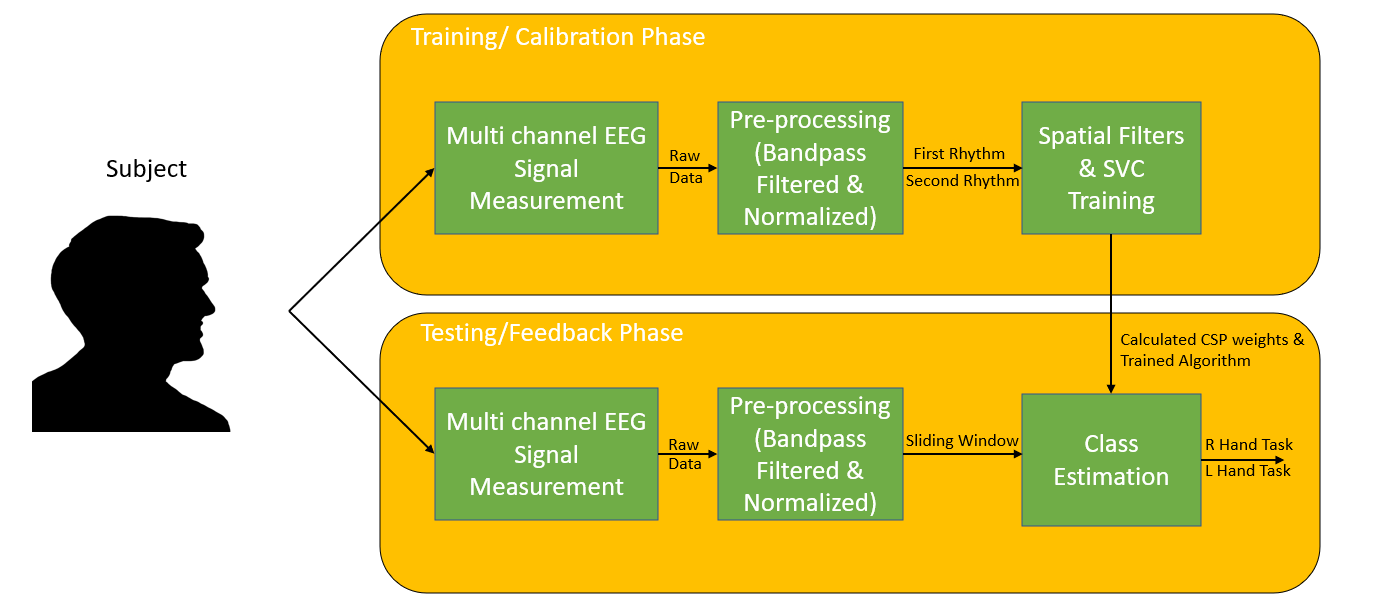 Training/ Calibration Phase
Subject
Multi channel EEG
Signal
Measurement
Raw
Data
Pre-processing
(Bandpass
Filtered &
Normalized)
First Rhythm
Second Rhythm
Spatial Filters
& SVC
Training
Testing/Feedback Phase
Calculated CSP weights &
Trained Algorithm
Multi channel EEG
Signal
Measurement
Raw
Data
Pre-processing
(Bandpass
Filtered &
Normalized)
Sliding Window
Class
Estimation
R Hand Task
L Hand Task